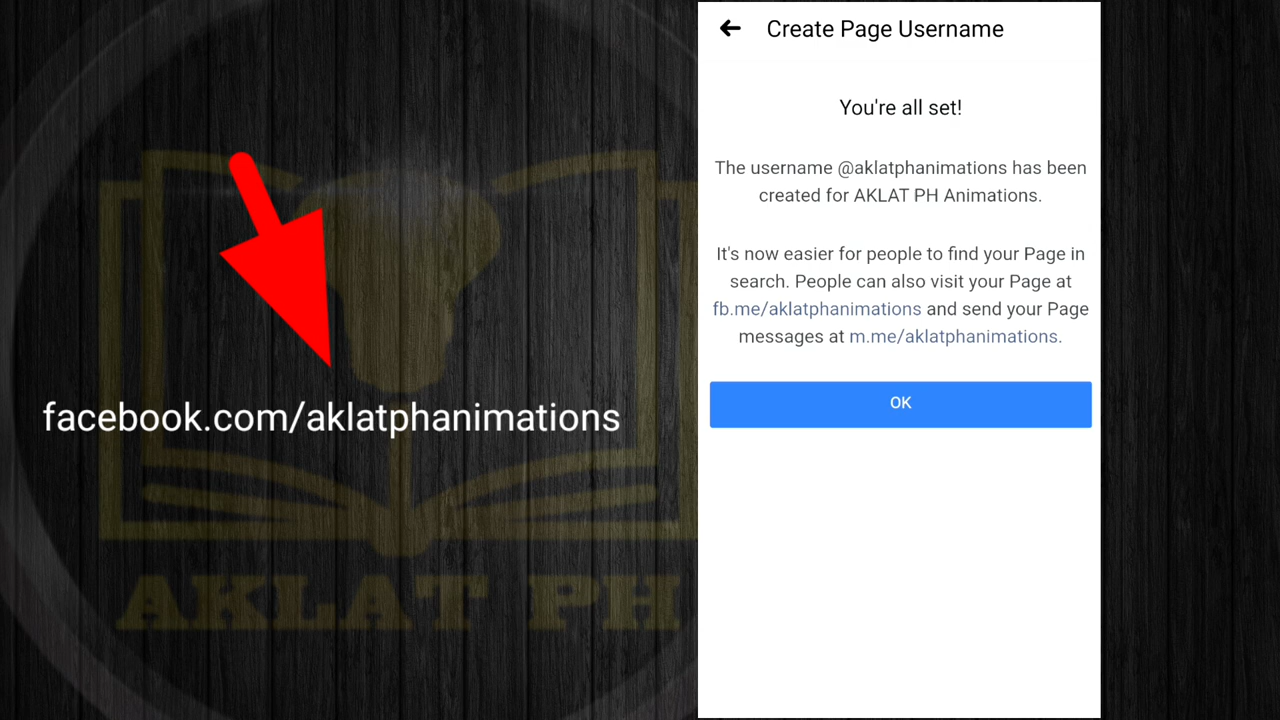 facebook.com/aklatphanimations
AKLAT PH
Create Page Username
You're all set!
The username @aklatphanimations has been
created for AKLAT PH Animations.
It's now easier for people to find your Page in
search. People can also visit your Page at
fb.me/aklatphanimations and send your Page
messages at m.me/aklatphanimations.
OK